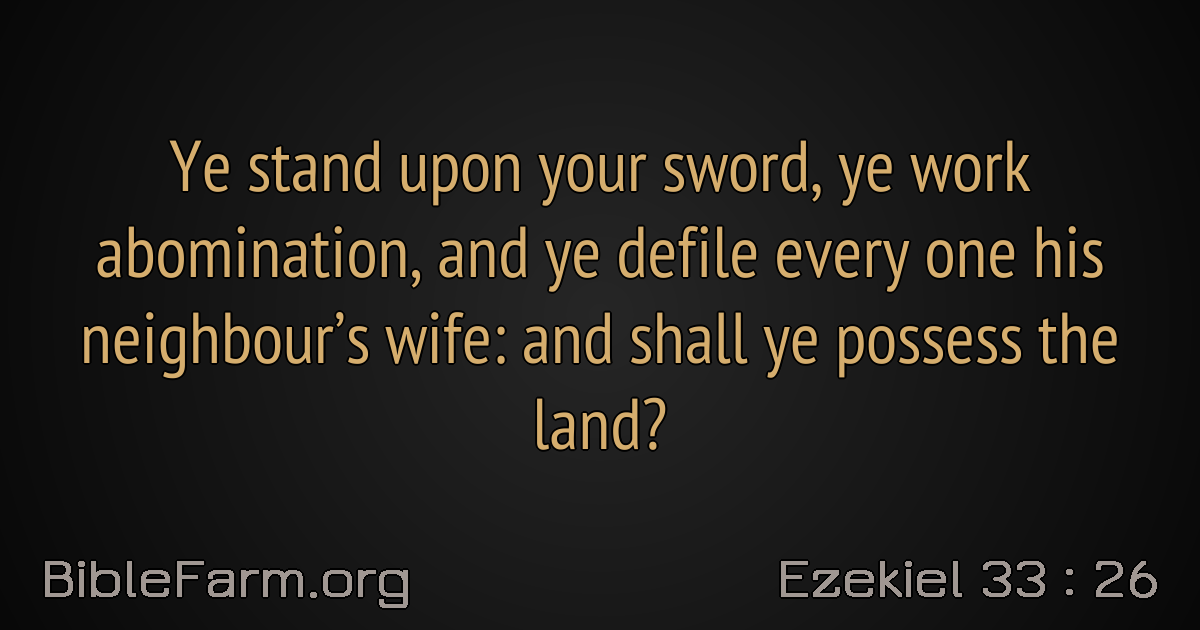 Ye stand upon your sword, ye work
abomination, and ye defile every one his
neighbour’s wife: and shall ye possess the
land?
BibleFarm.org
Ezekiel 33 : 26